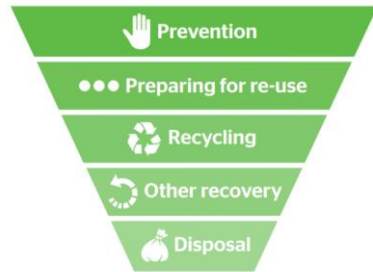 Prevention
Preparing for re-use
Recycling
Other recovery
Disposal